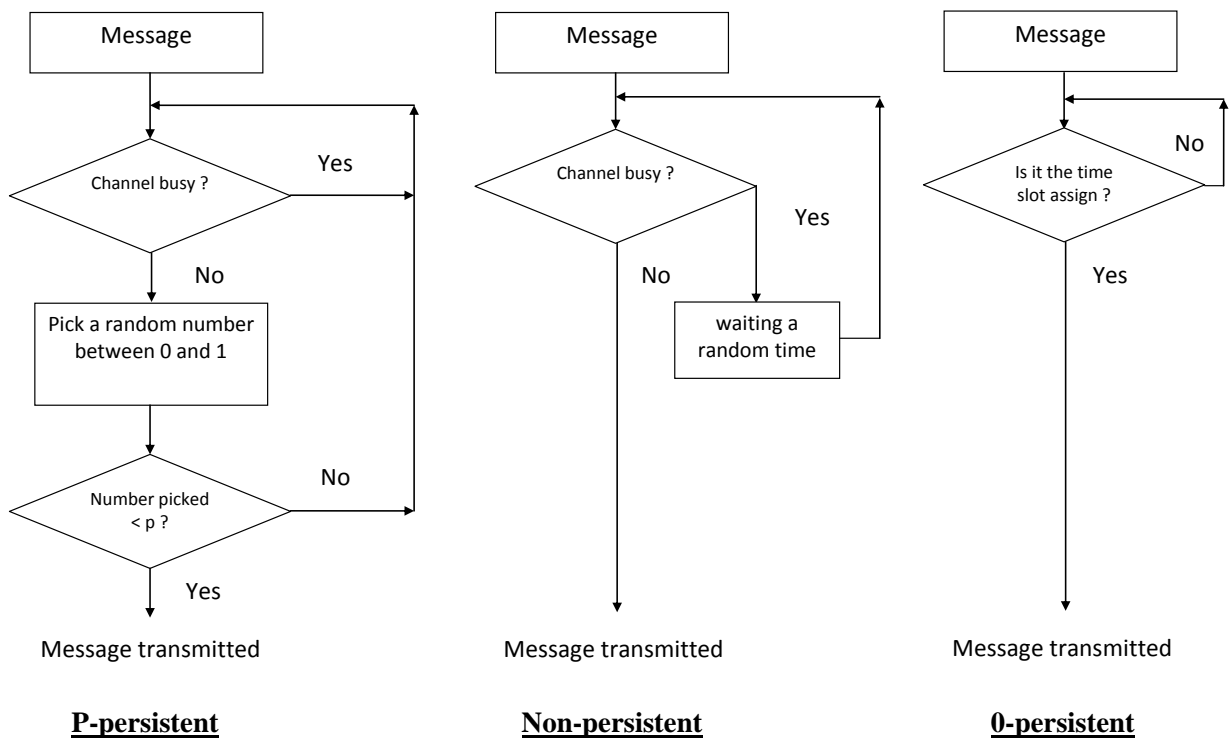 Message
Channel busy ?
Yes
No
Pick a random number
between 0 and 1
Number picked
< p ?
No
Yes
Message transmitted
P-persistent
Message
Channel busy ?
Yes
No
waiting a
random time
Message transmitted
Non-persistent
Message
Is it the time
slot assign ?
No
Yes
Message transmitted
0-persistent